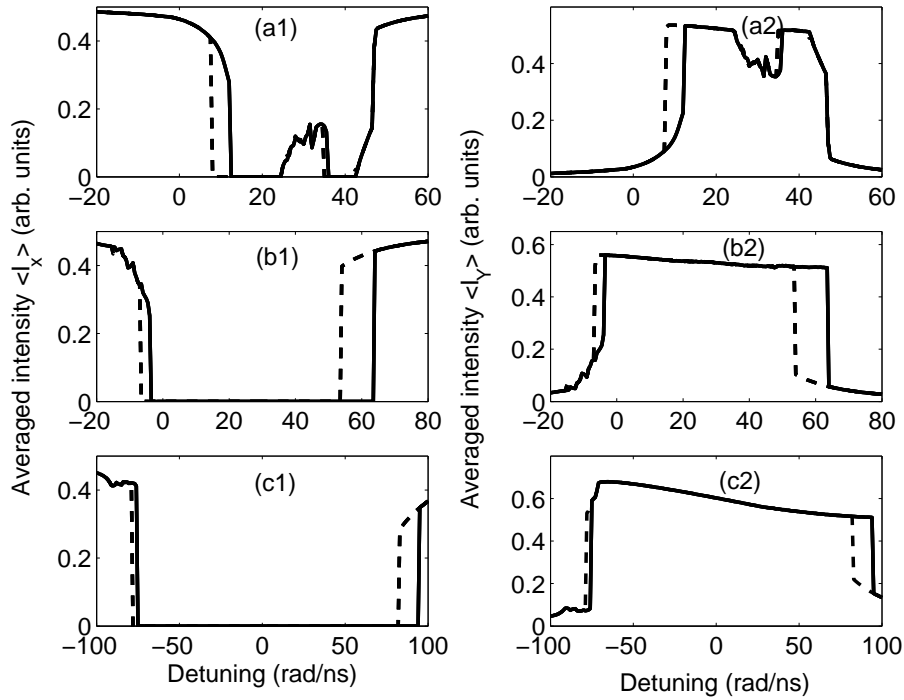 Averaged intensity <I_X> (arb. units)
Averaged intensity <I_Y> (arb. units)
(a1)
0.4
0.2
0
−20 0 20 40 60
(a2)
0.4
0.2
0
−20 0 20 40 60
(b1)
0.4
0.2
0
−20 0 20 40 60 80
(b2)
0.6
0.4
0.2
0
−20 0 20 40 60 80
(c1)
0.4
0.2
0
−100 −50 0 50 100
Detuning (rad/ns)
(c2)
0.6
0.4
0.2
0
−100 −50 0 50 100
Detuning (rad/ns)